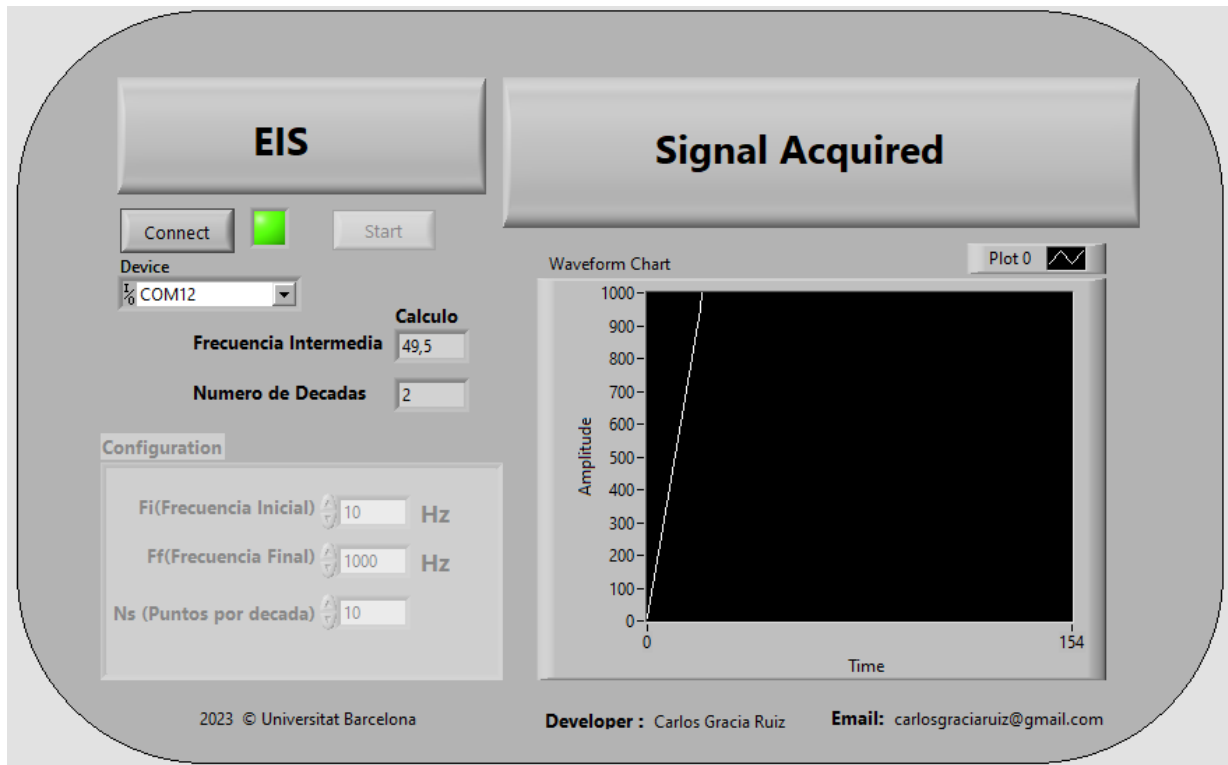 EIS
Signal Acquired
Connect
Start
Device
I/O COM12
Calculo
Frecuencia Intermedia 49,5
Numero de Decadas 2
Configuration
Fi(Frecuencia Inicial) 10 Hz
Ff(Frecuencia Final) 1000 Hz
Ns (Puntos por decada) 10
Waveform Chart
Plot 0
1000
900
800
700
600
500
400
300
200
100
0
Amplitude
0 154
Time
2023 © Universitat Barcelona
Developer : Carlos Gracia Ruiz
Email: carlosgraciaruiz@gmail.com